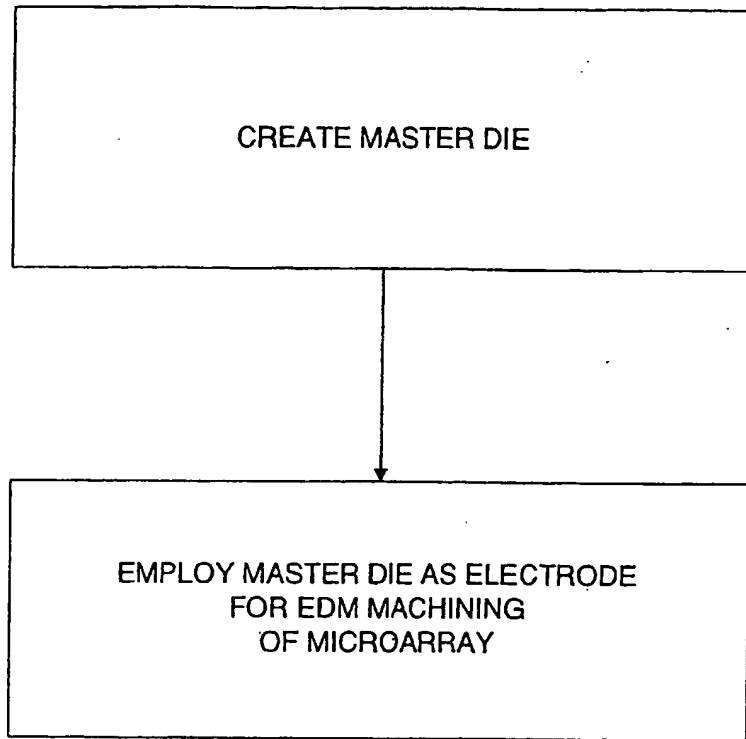 CREATE MASTER DIE
EMPLOY MASTER DIE AS ELECTRODE
FOR EDM MACHINING
OF MICROARRAY